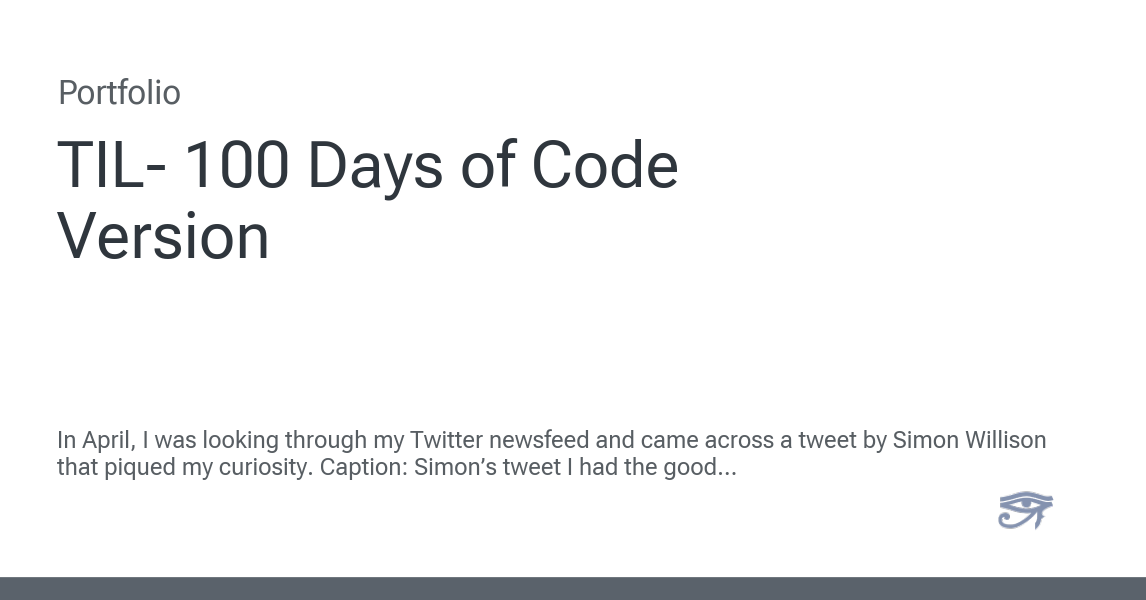 Portfolio
TIL- 100 Days of Code
Version
In April, I was looking through my Twitter newsfeed and came across a tweet by Simon Willison
that piqued my curiosity. Caption: Simon’s tweet I had the good...